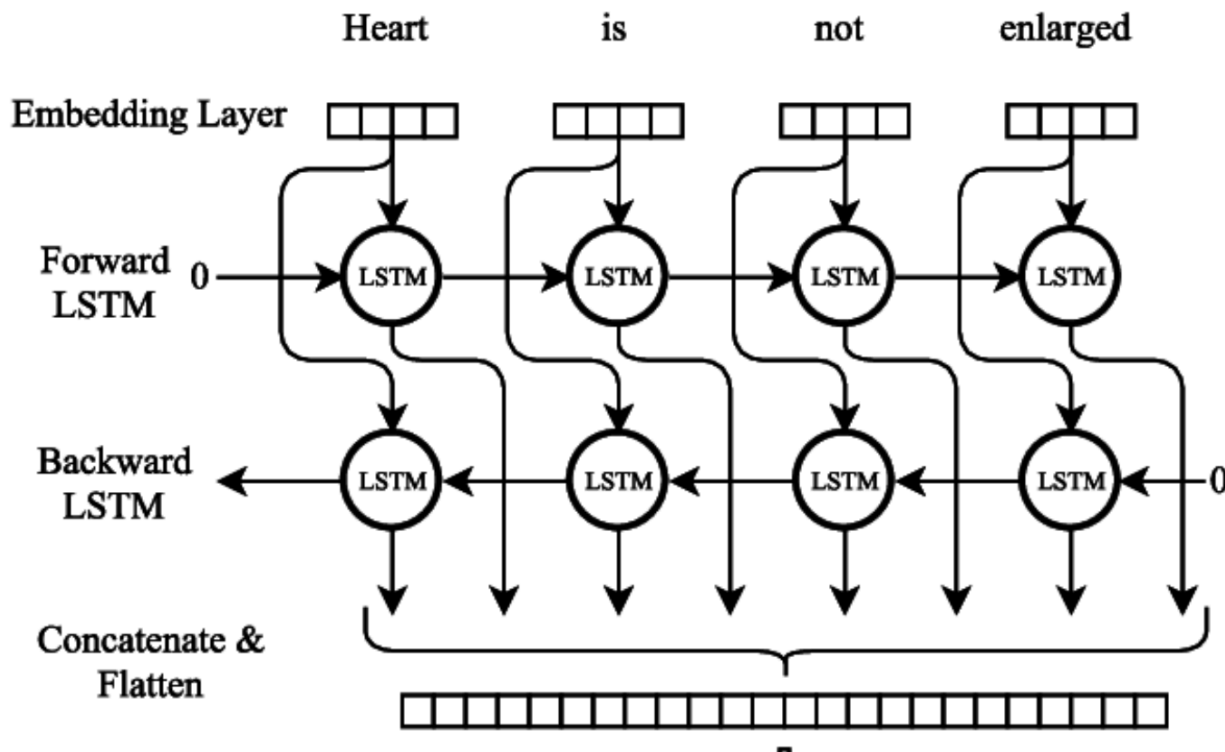 Heart is not enlarged
Embedding Layer
Forward
LSTM
0
LSTM LSTM LSTM LSTM
Backward
LSTM
LSTM LSTM LSTM LSTM
0
Concatenate &
Flatten